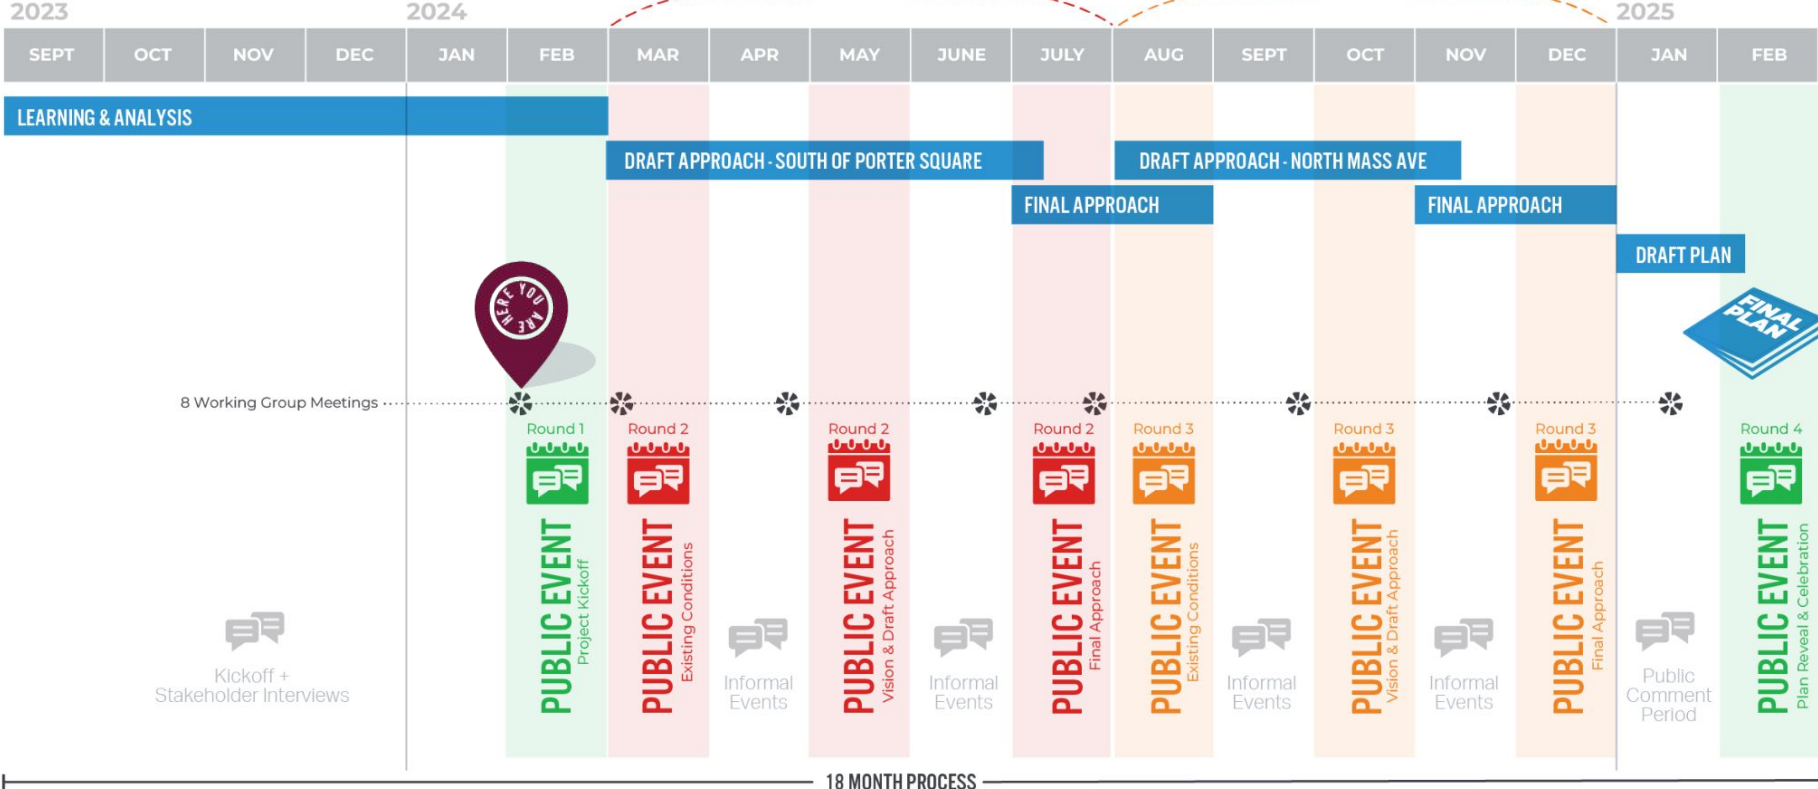 2023 2024 2025
SEPT OCT NOV DEC JAN FEB MAR APR MAY JUNE JULY AUG SEPT OCT NOV DEC JAN FEB
LEARNING & ANALYSIS
DRAFT APPROACH - SOUTH OF PORTER SQUARE
DRAFT APPROACH - NORTH MASS AVE
FINAL APPROACH
FINAL APPROACH
DRAFT PLAN
YOU ARE HERE
FINAL
PLAN
8 Working Group Meetings
Round 1
PUBLIC EVENT
Project Kickoff
Round 2
PUBLIC EVENT
Existing Conditions
Round 2
PUBLIC EVENT
Vision & Draft Approach
Round 2
PUBLIC EVENT
Final Approach
Round 3
PUBLIC EVENT
Existing Conditions
Round 3
PUBLIC EVENT
Vision & Draft Approach
Round 3
PUBLIC EVENT
Final Approach
Round 4
PUBLIC EVENT
Plan Reveal & Celebration
Kickoff +
Stakeholder Interviews
Informal
Events
Informal
Events
Informal
Events
Informal
Events
Public
Comment
Period
18 MONTH PROCESS